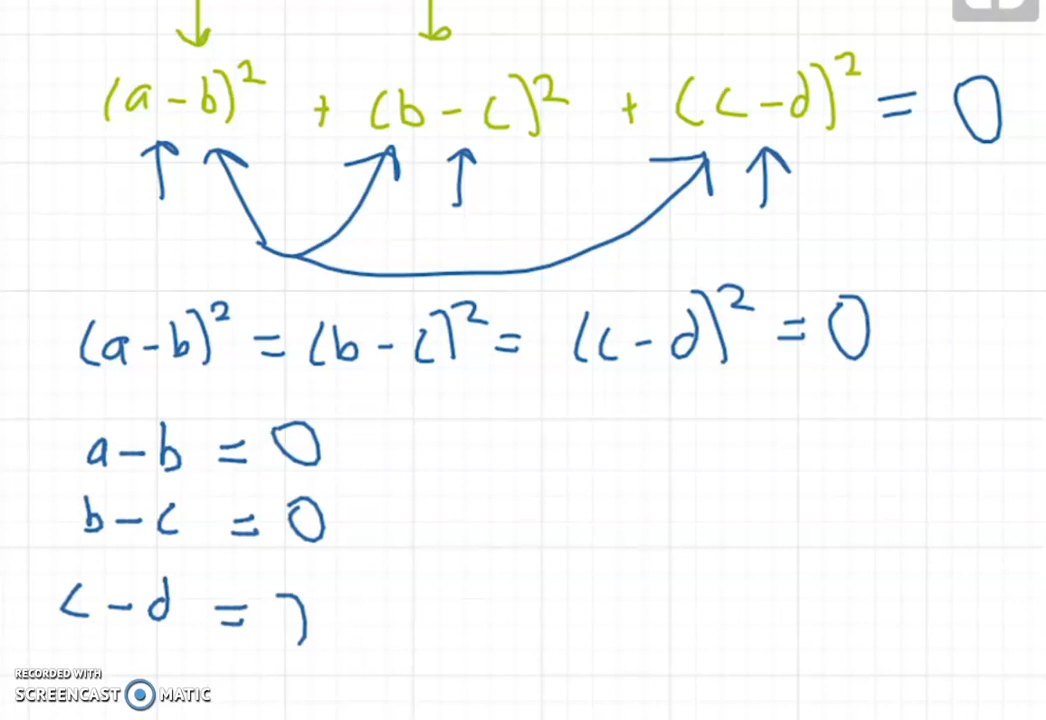 (a-b)² + (b-c)² + (c-d)² = 0
(a-b)² = (b-c)² = (c-d)² = 0
a-b = 0
b-c = 0
c-d =
RECORDED WITH
SCREENCAST MATIC